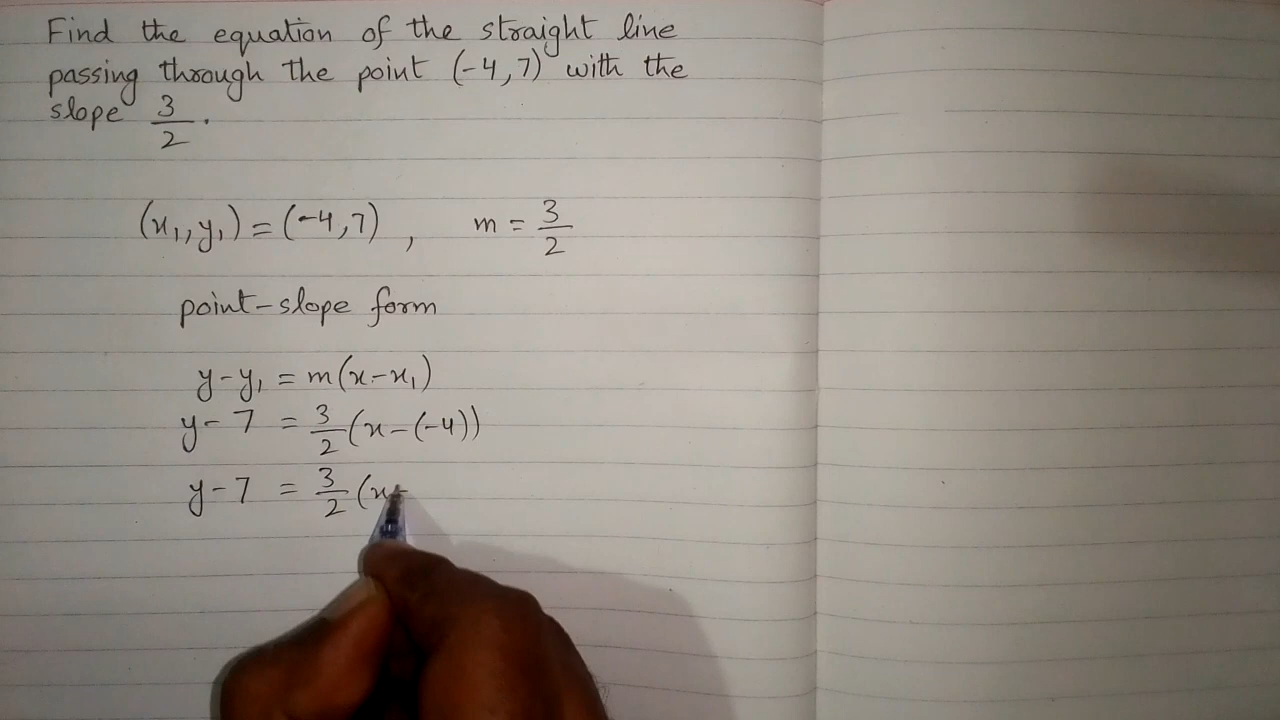 Find the equation of the straight line
passing through the point (-4,7) with the
slope 3/2.
(x₁,y₁) = (-4,7), m = 3/2
point-slope form
y-y₁ = m(x-x₁)
y-7 = 3/2(x-(-4))
y-7 = 3/2(x